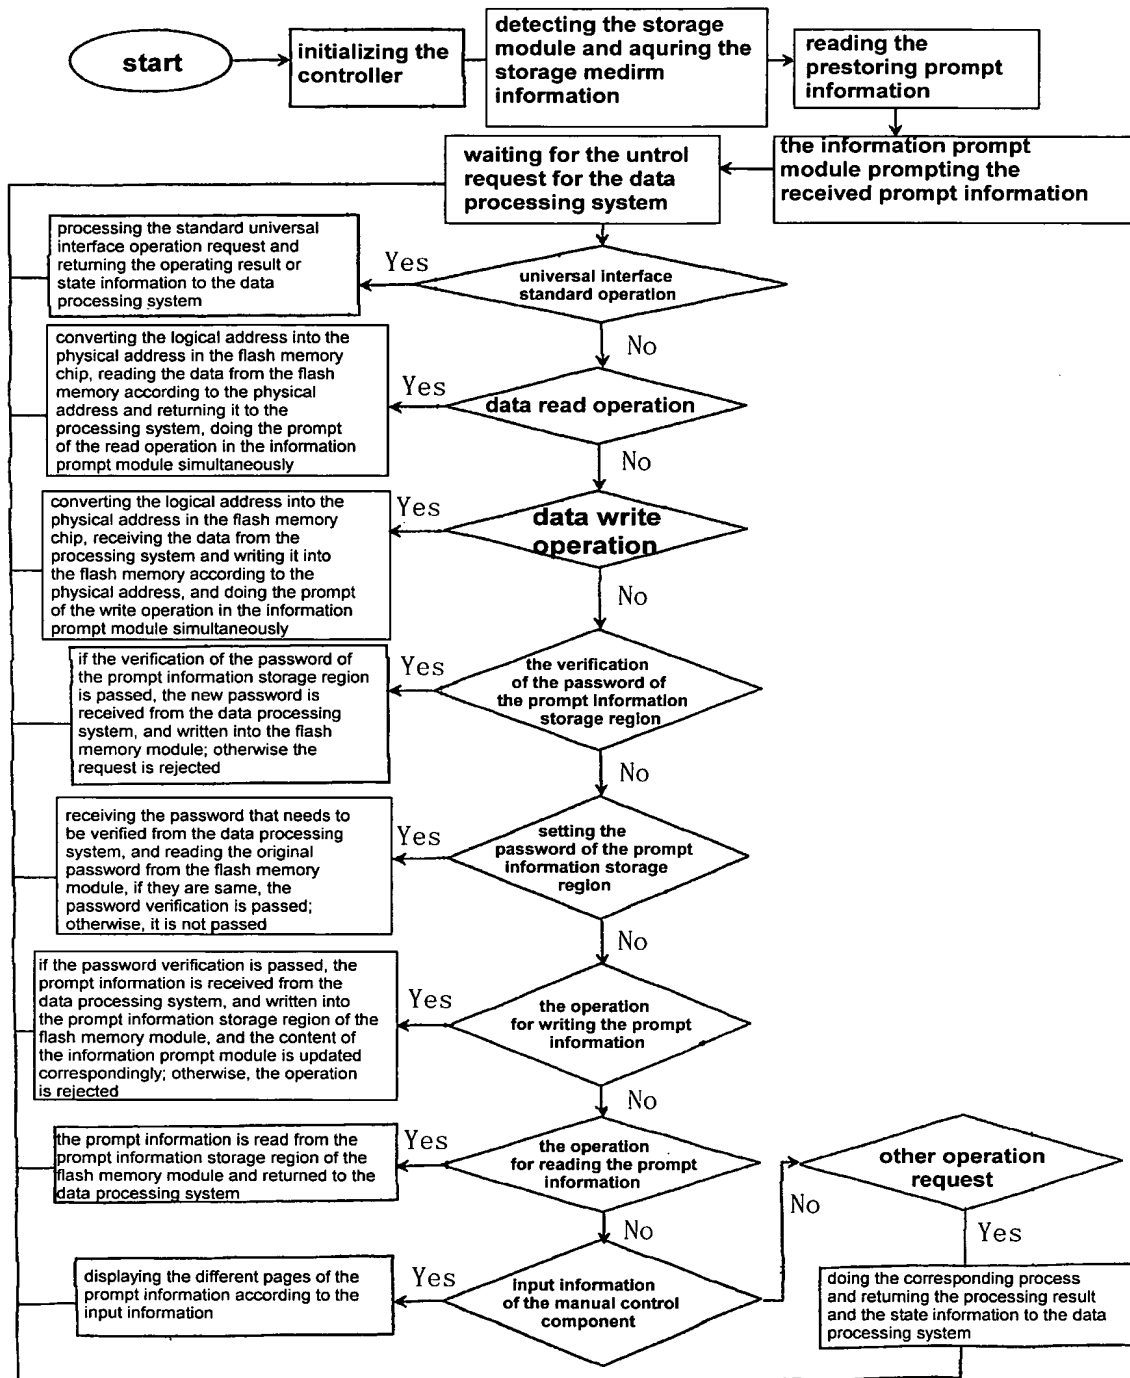 start
initializing the
controller
detecting the storage
module and aquring the
storage medirm
information
reading the
prestoring prompt
information
the information prompt
module prompting the
received prompt information
waiting for the untrol
request for the data
processing system
universal interface
standard operation
Yes
processing the standard universal
interface operation request and
returning the operating result or
state information to the data
processing system
No
data read operation
Yes
converting the logical address into the
physical address in the flash memory
chip, reading the data from the flash
memory according to the physical
address and returning it to the
processing system, doing the prompt
of the read operation in the information
prompt module simultaneously
No
data write
operation
Yes
converting the logical address into the
physical address in the flash memory
chip, receiving the data from the
processing system and writing it into
the flash memory according to the
physical address, and doing the prompt
of the write operation in the information
prompt module simultaneously
No
the verification
of the password of
the prompt information
storage region
Yes
if the verification of the password of
the prompt information storage region
is passed, the new password is
received from the data processing
system, and written into the flash
memory module; otherwise the
request is rejected
No
setting the
password of the prompt
information storage
region
Yes
receiving the password that needs to
be verified from the data processing
system, and reading the original
password from the flash memory
module, if they are same, the
password verification is passed;
otherwise, it is not passed
No
the operation
for writing the prompt
information
Yes
if the password verification is passed, the
prompt information is received from the
data processing system, and written into
the prompt information storage region of the
flash memory module, and the content of
the information prompt module is updated
correspondingly; otherwise, the operation
is rejected
No
the operation
for reading the prompt
information
Yes
the prompt information is read from the
prompt information storage region of the
flash memory module and returned to the
data processing system
No
input information
of the manual control
component
Yes
displaying the different pages of the
prompt information according to the
input information
No
other operation
request
Yes
doing the corresponding process
and returning the processing result
and the state information to the data
processing system